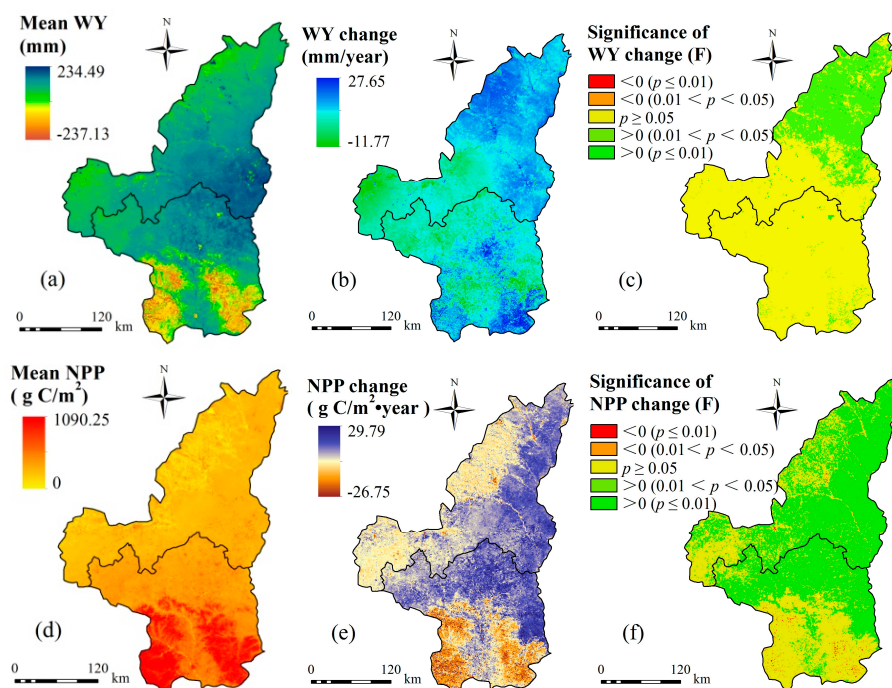 Mean WY
(mm)
234.49
-237.13
N
(a)
0 120
km
WY change
(mm/year)
27.65
-11.77
N
(b)
0 120
km
Significance of
WY change (F)
<0 (p ≤ 0.01)
<0 (0.01 < p < 0.05)
p ≥ 0.05
>0 (0.01 < p < 0.05)
>0 (p ≤ 0.01)
N
(c)
0 120
km
Mean NPP
( g C/m²)
1090.25
0
N
(d)
0 120
km
NPP change
( g C/m²•year )
29.79
-26.75
N
(e)
0 120
km
Significance of
NPP change (F)
<0 (p ≤ 0.01)
<0 (0.01 < p < 0.05)
p ≥ 0.05
>0 (0.01 < p < 0.05)
>0 (p ≤ 0.01)
N
(f)
0 120
km